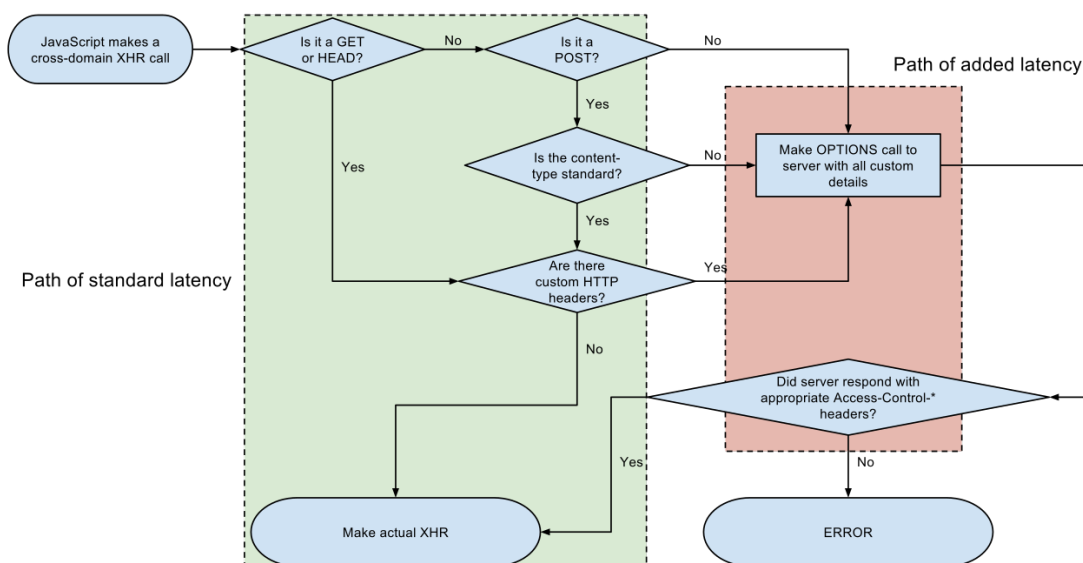 JavaScript makes a
cross-domain XHR call
Is it a GET
or HEAD?
No
Is it a
POST?
No
Path of added latency
Yes
Yes
Is the content-
type standard?
No
Make OPTIONS call to
server with all custom
details
Yes
Path of standard latency
Are there
custom HTTP
headers?
Yes
No
Did server respond with
appropriate Access-Control-*
headers?
Yes
No
Make actual XHR
ERROR